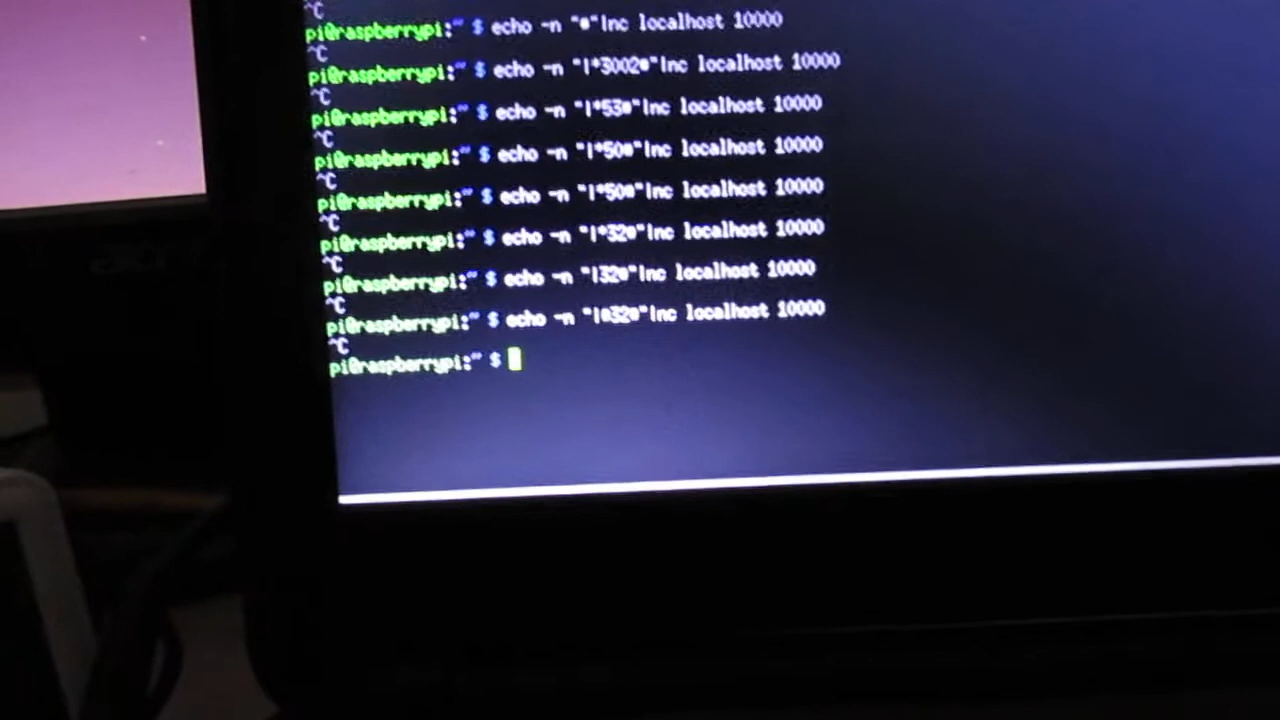 ^C
pi@raspberrypi:~ $ echo -n "#"|nc localhost 10000
^C
pi@raspberrypi:~ $ echo -n "|*3002#"|nc localhost 10000
^C
pi@raspberrypi:~ $ echo -n "|*53#"|nc localhost 10000
^C
pi@raspberrypi:~ $ echo -n "|*50#"|nc localhost 10000
^C
pi@raspberrypi:~ $ echo -n "|*50#"|nc localhost 10000
^C
pi@raspberrypi:~ $ echo -n "|*32#"|nc localhost 10000
^C
pi@raspberrypi:~ $ echo -n "|32#"|nc localhost 10000
^C
pi@raspberrypi:~ $ echo -n "|#32#"|nc localhost 10000
^C
pi@raspberrypi:~ $